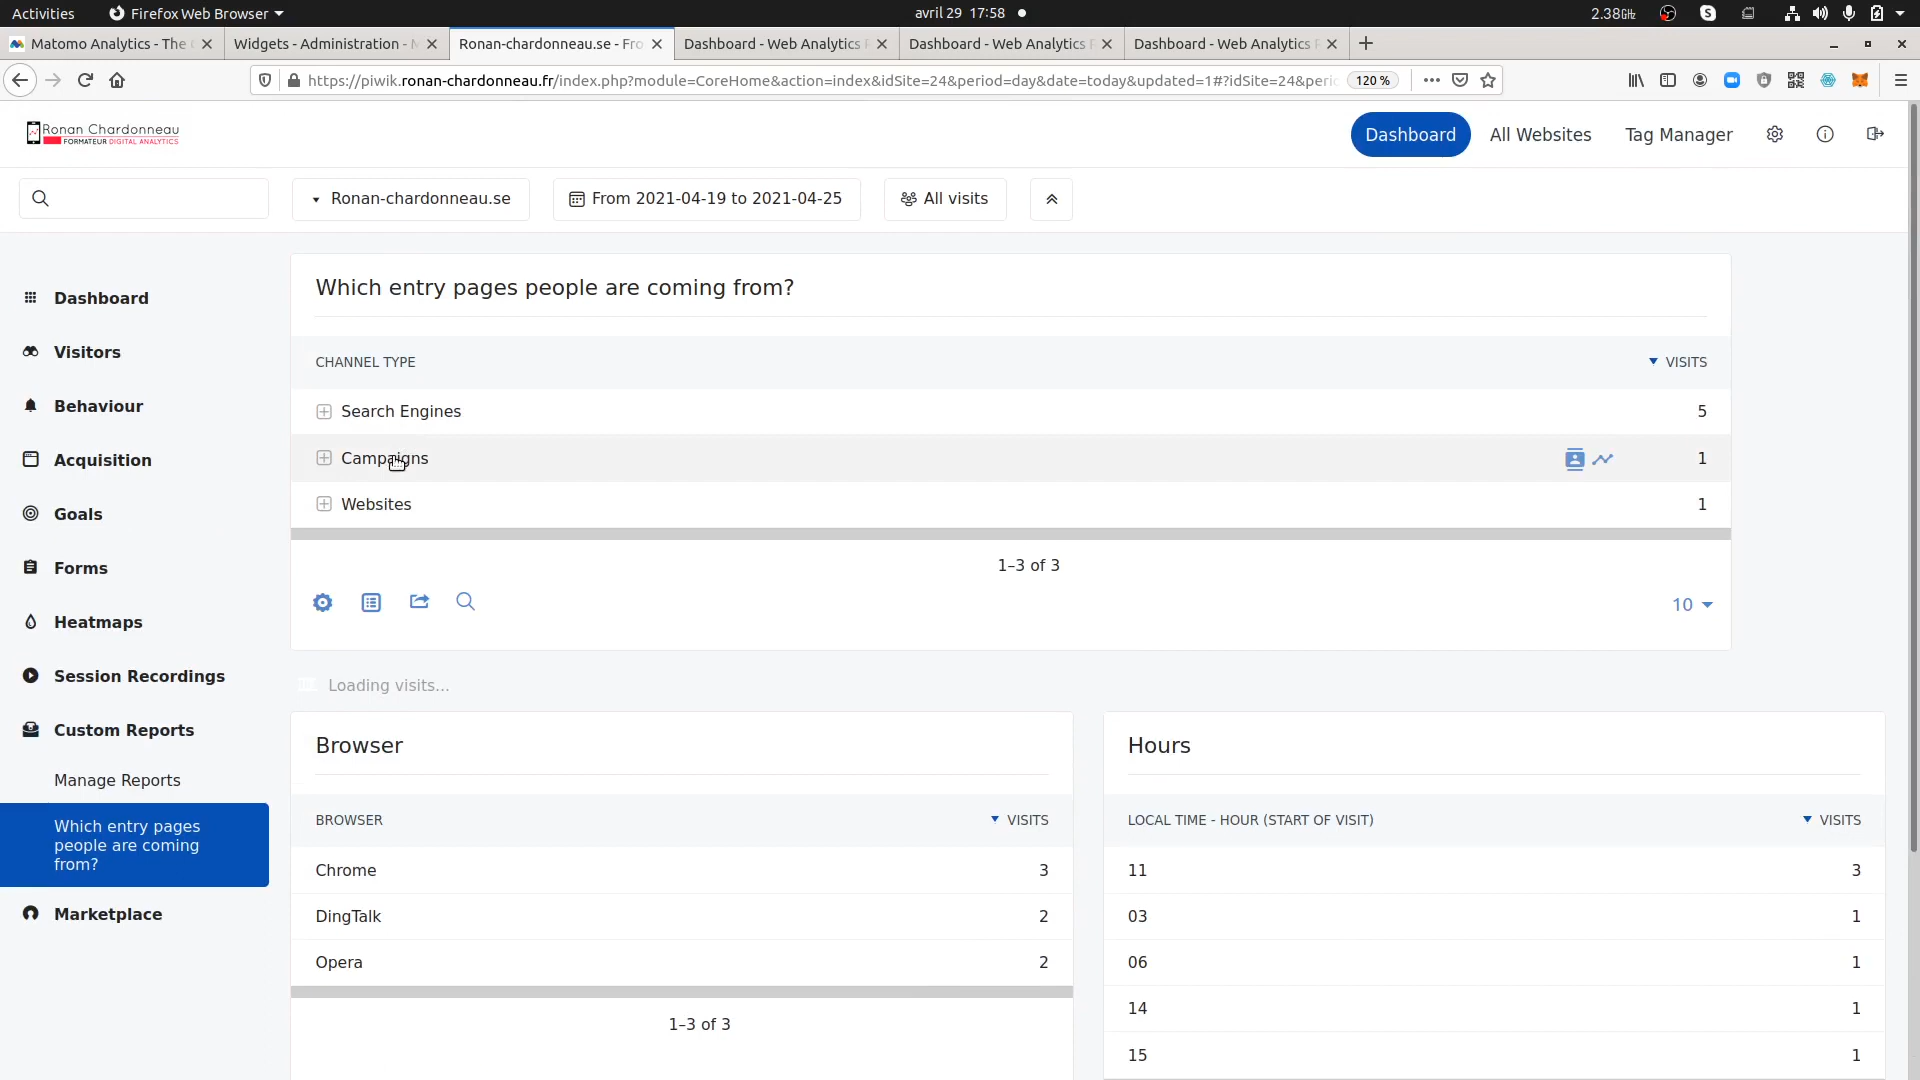 Activities Firefox Web Browser avril 29 17:58 2.38GHz
Matomo Analytics - The Widgets - Administration - Ronan-chardonneau.se - Fro Dashboard - Web Analytics Dashboard - Web Analytics Dashboard - Web Analytics
https://piwik.ronan-chardonneau.fr/index.php?module=CoreHome&action=index&idSite=24&period=day&date=today&updated=1#?idSite=24&peric 120 %
Ronan Chardonneau
FORMATEUR DIGITAL ANALYTICS
Dashboard All Websites Tag Manager
Ronan-chardonneau.se From 2021-04-19 to 2021-04-25 All visits
Dashboard
Visitors
Behaviour
Acquisition
Goals
Forms
Heatmaps
Session Recordings
Custom Reports
Manage Reports
Which entry pages
people are coming
from?
Marketplace
Which entry pages people are coming from?
CHANNEL TYPE VISITS
Search Engines 5
Campaigns 1
Websites 1
1–3 of 3
10
Loading visits...
Browser
BROWSER VISITS
Chrome 3
DingTalk 2
Opera 2
1–3 of 3
Hours
LOCAL TIME - HOUR (START OF VISIT) VISITS
11 3
03 1
06 1
14 1
15 1